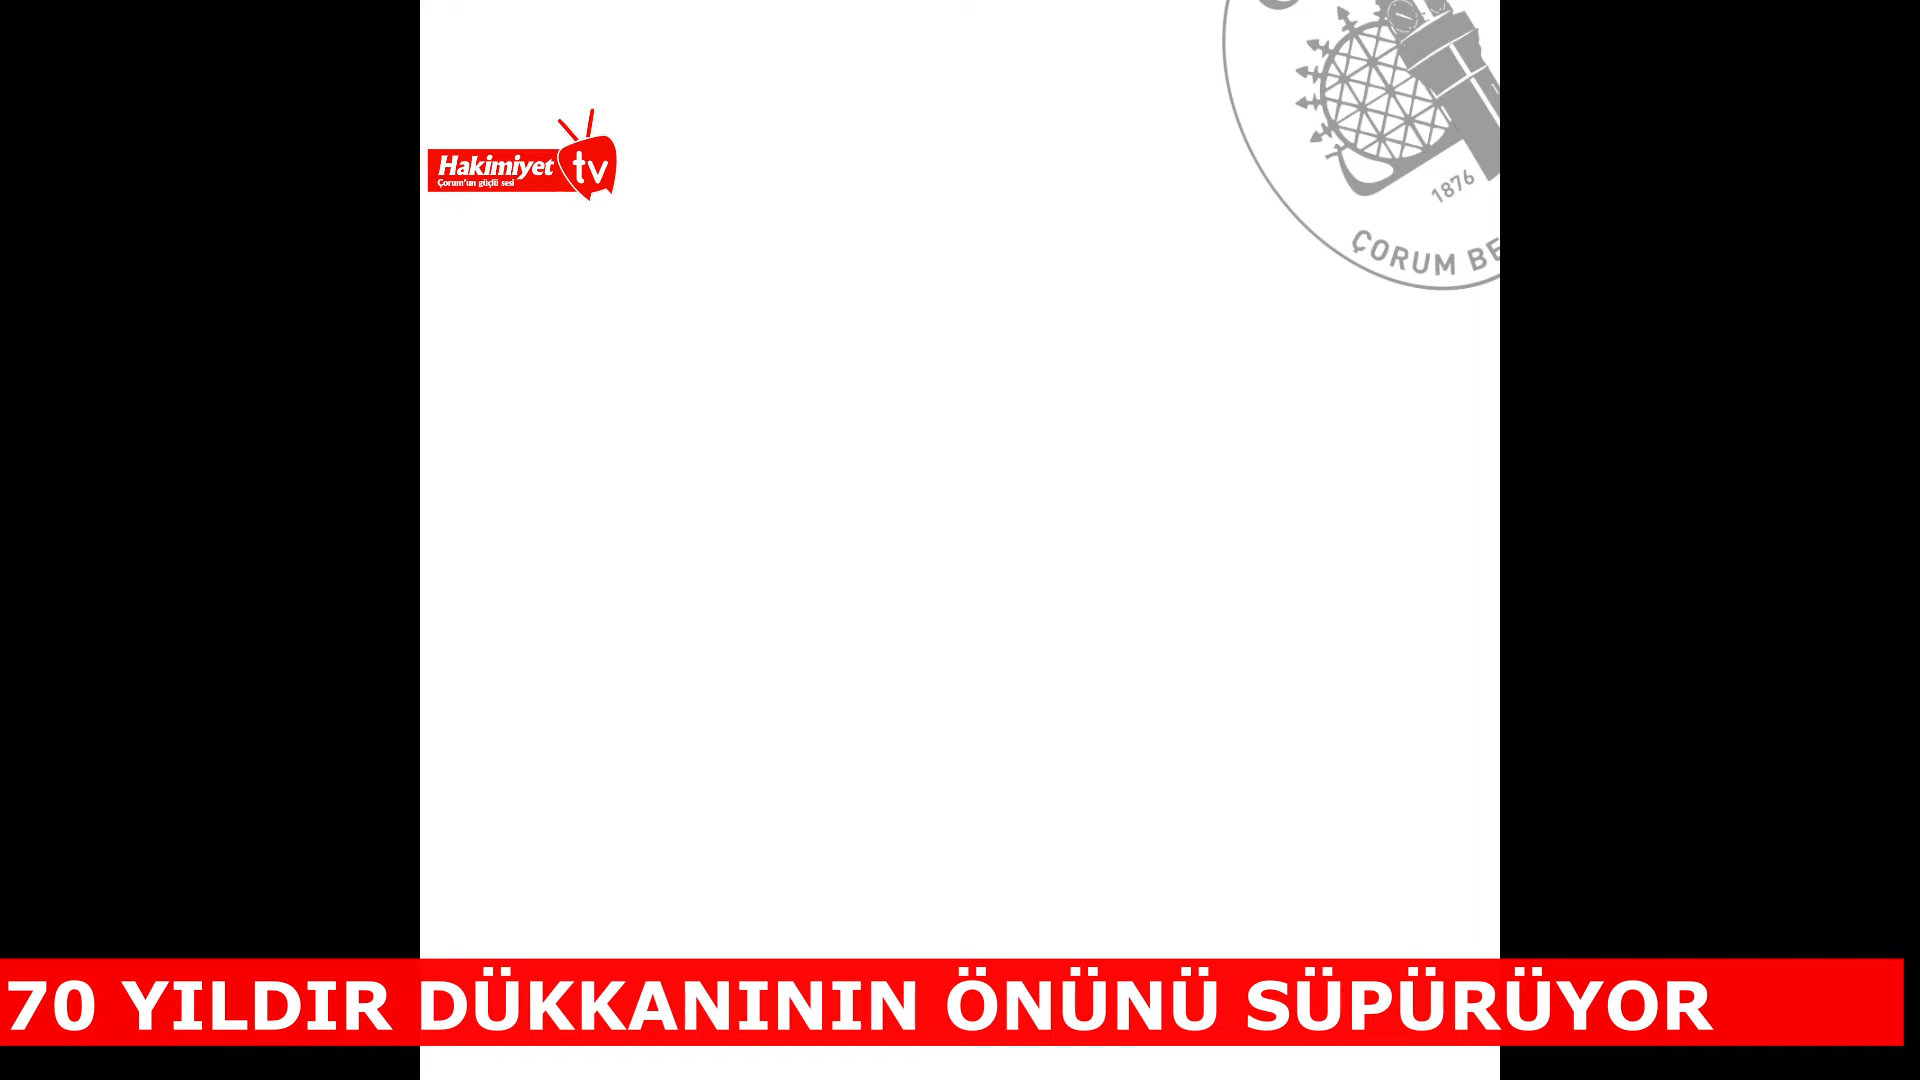 Hakimiyet tv
Çorum'un güçlü sesi
1876
ÇORUM BE
70 YILDIR DÜKKANININ ÖNÜNÜ SÜPÜRÜYOR